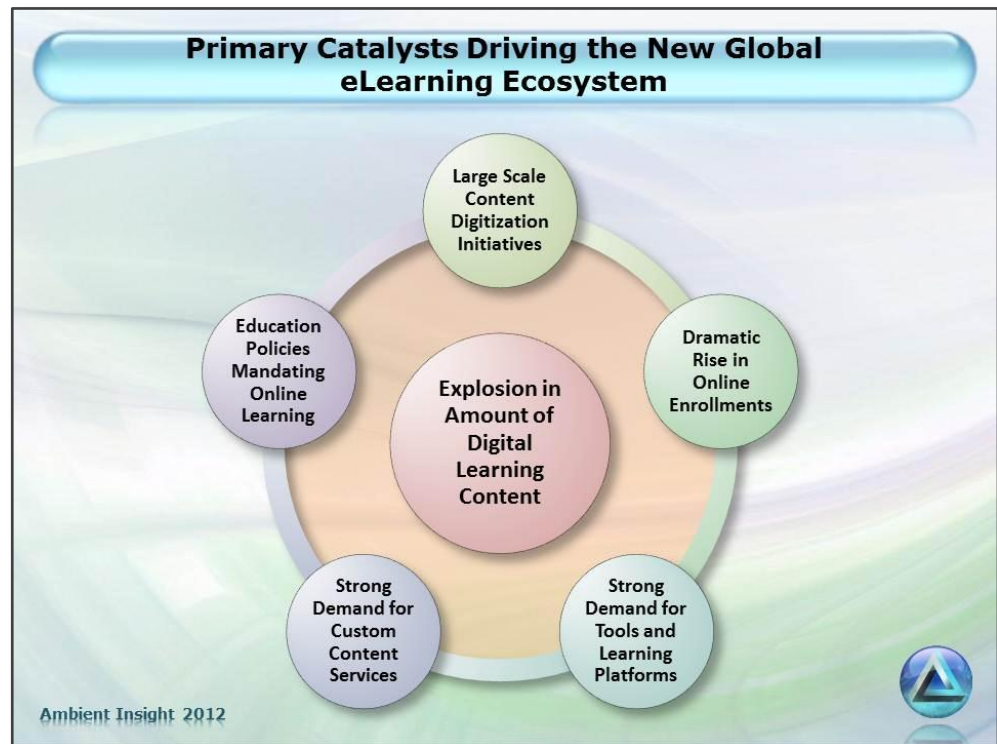 Primary Catalysts Driving the New Global
eLearning Ecosystem
Large Scale
Content
Digitization
Initiatives
Education
Policies
Mandating
Online
Learning
Dramatic
Rise in
Online
Enrollments
Explosion in
Amount of
Digital
Learning
Content
Strong
Demand for
Custom
Content
Services
Strong
Demand for
Tools and
Learning
Platforms
Ambient Insight 2012